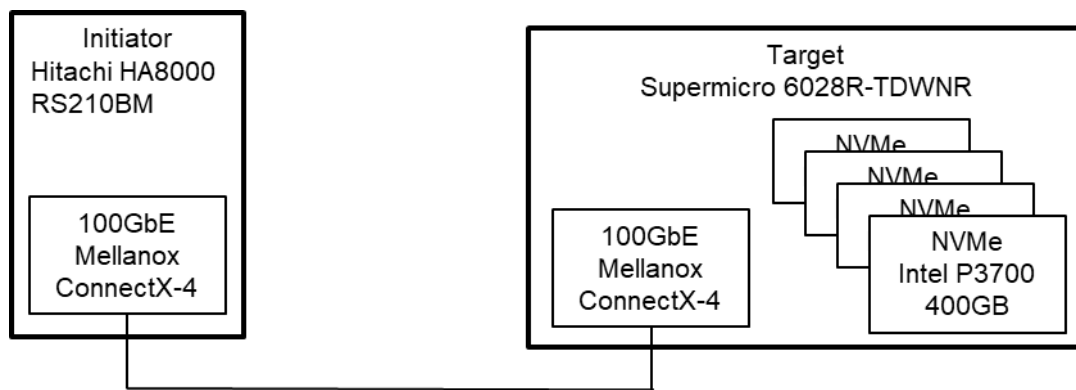 Initiator
Hitachi HA8000
RS210BM
100GbE
Mellanox
ConnectX-4
Target
Supermicro 6028R-TDWNR
100GbE
Mellanox
ConnectX-4
NVMe
NVMe
NVMe
NVMe
Intel P3700
400GB